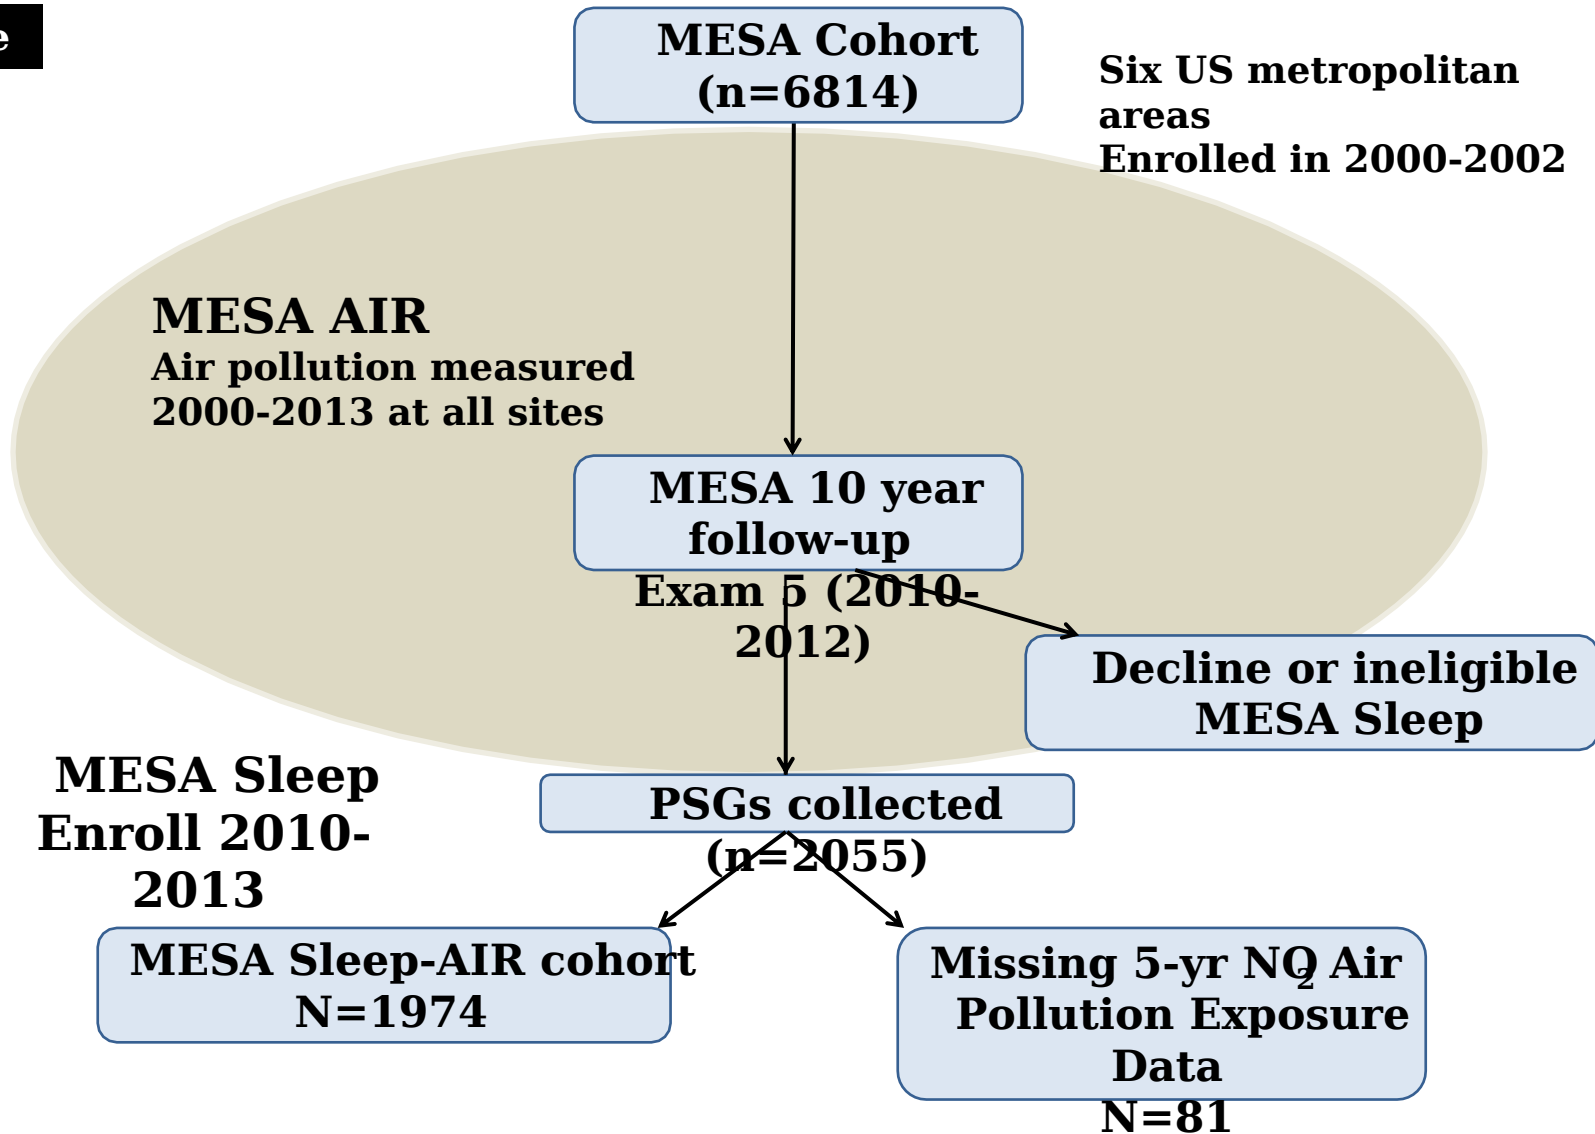 e
MESA Cohort
(n=6814)
Six US metropolitan
areas
Enrolled in 2000-2002
MESA AIR
Air pollution measured
2000-2013 at all sites
MESA 10 year
follow-up
Exam 5 (2010-
2012)
Decline or ineligible
MESA Sleep
MESA Sleep
Enroll 2010-
2013
PSGs collected
(n=2055)
MESA Sleep-AIR cohort
N=1974
Missing 5-yr NO2 Air
Pollution Exposure
Data
N=81